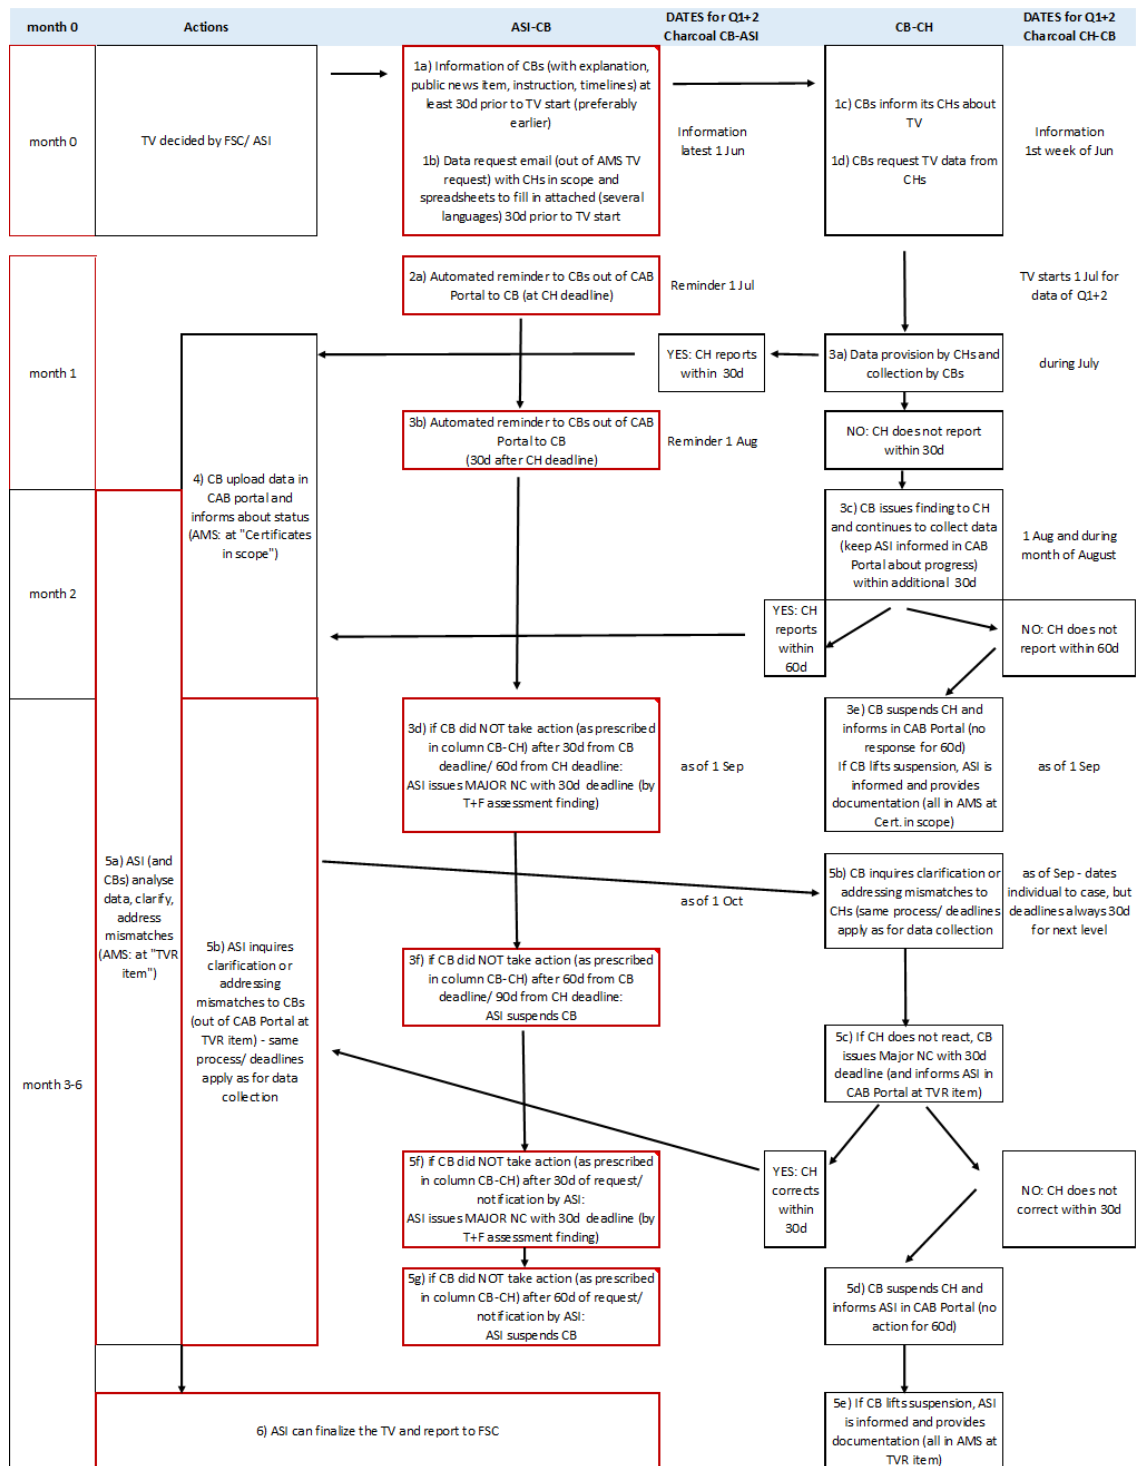 month 0
Actions
ASI-CB
DATES for Q1+2
Charcoal CB-ASI
CB-CH
DATES for Q1+2
Charcoal CH-CB
month 0
TV decided by FSC/ ASI
1a) Information of CBs (with explanation,
public news item, instruction, timelines) at
least 30d prior to TV start (preferably
earlier)
1b) Data request email (out of AMS TV
request) with CHs in scope and
spreadsheets to fill in attached (several
languages) 30d prior to TV start
Information
latest 1 Jun
1c) CBs inform its CHs about
TV
1d) CBs request TV data from
CHs
Information
1st week of Jun
month 1
2a) Automated reminder to CBs out of CAB
Portal to CB (at CH deadline)
Reminder 1 Jul
TV starts 1 Jul for
data of Q1+2
YES: CH reports
within 30d
3a) Data provision by CHs and
collection by CBs
during July
3b) Automated reminder to CBs out of CAB
Portal to CB
(30d after CH deadline)
Reminder 1 Aug
NO: CH does not report
within 30d
4) CB upload data in
CAB portal and
informs about status
(AMS: at "Certificates
in scope")
month 2
3c) CB issues finding to CH
and continues to collect data
(keep ASI informed in CAB
Portal about progress)
within additional 30d
1 Aug and during
month of August
YES: CH
reports
within
60d
NO: CH does not
report within 60d
month 3-6
3d) if CB did NOT take action (as prescribed
in column CB-CH) after 30d from CB
deadline/ 60d from CH deadline:
ASI issues MAJOR NC with 30d deadline (by
T+F assessment finding)
as of 1 Sep
3e) CB suspends CH and
informs in CAB Portal (no
response for 60d)
If CB lifts suspension, ASI is
informed and provides
documentation (all in AMS at
Cert. in scope)
as of 1 Sep
5a) ASI (and
CBs) analyse
data, clarify,
address
mismatches
(AMS: at "TVR
item")
5b) ASI inquires
clarification or
addressing
mismatches to CBs
(out of CAB Portal at
TVR item) - same
process/ deadlines
apply as for data
collection
as of 1 Oct
5b) CB inquires clarification or
addressing mismatches to
CHs (same process/ deadlines
apply as for data collection
as of Sep - dates
individual to case, but
deadlines always 30d
for next level
3f) if CB did NOT take action (as prescribed
in column CB-CH) after 60d from CB
deadline/ 90d from CH deadline:
ASI suspends CB
5c) If CH does not react, CB
issues Major NC with 30d
deadline (and informs ASI in
CAB Portal at TVR item)
5f) if CB did NOT take action (as prescribed
in column CB-CH) after 30d of request/
notification by ASI:
ASI issues MAJOR NC with 30d deadline (by
T+F assessment finding)
YES: CH
corrects
within
30d
NO: CH does not
correct within 30d
5g) if CB did NOT take action (as prescribed
in column CB-CH) after 60d of request/
notification by ASI:
ASI suspends CB
5d) CB suspends CH and
informs ASI in CAB Portal (no
action for 60d)
6) ASI can finalize the TV and report to FSC
5e) If CB lifts suspension, ASI
is informed and provides
documentation (all in AMS at
TVR item)